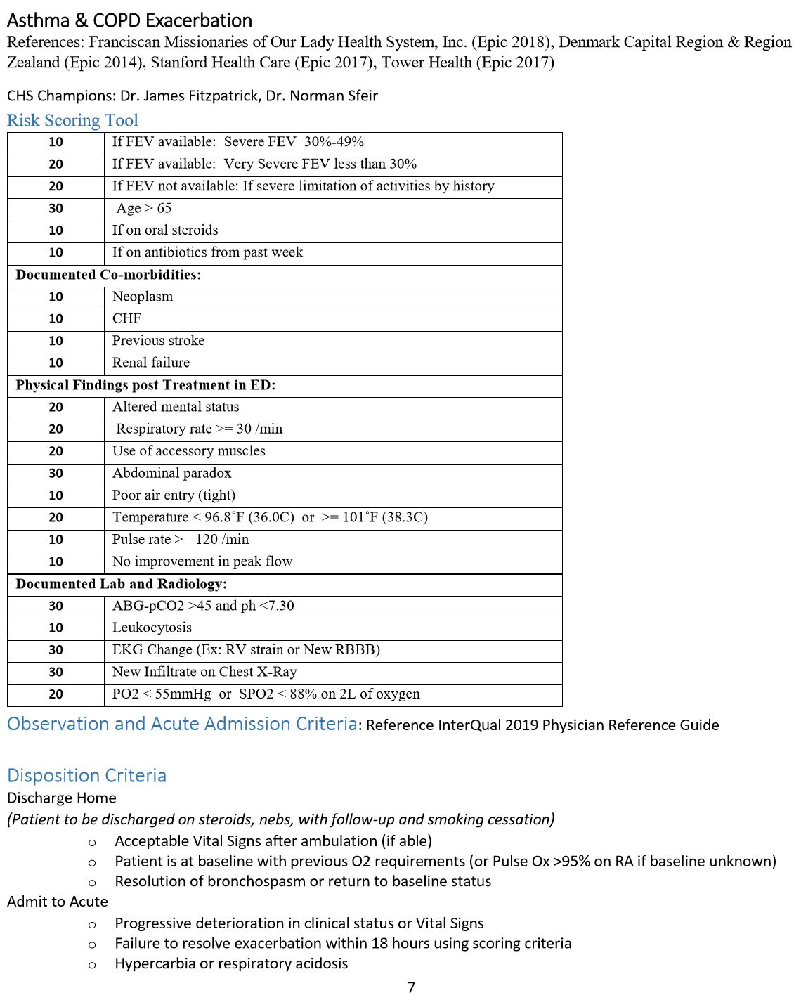 Asthma & COPD Exacerbation
References: Franciscan Missionaries of Our Lady Health System, Inc. (Epic 2018), Denmark Capital Region & Region
Zealand (Epic 2014), Stanford Health Care (Epic 2017), Tower Health (Epic 2017)
CHS Champions: Dr. James Fitzpatrick, Dr. Norman Sfeir
Risk Scoring Tool
10 If FEV available: Severe FEV 30%-49%
20 If FEV available: Very Severe FEV less than 30%
20 If FEV not available: If severe limitation of activities by history
30 Age > 65
10 If on oral steroids
10 If on antibiotics from past week
Documented Co-morbidities:
10 Neoplasm
10 CHF
10 Previous stroke
10 Renal failure
Physical Findings post Treatment in ED:
20 Altered mental status
20 Respiratory rate >= 30 /min
20 Use of accessory muscles
30 Abdominal paradox
10 Poor air entry (tight)
20 Temperature < 96.8˚F (36.0C) or >= 101˚F (38.3C)
10 Pulse rate >= 120 /min
10 No improvement in peak flow
Documented Lab and Radiology:
30 ABG-pCO2 >45 and ph <7.30
10 Leukocytosis
30 EKG Change (Ex: RV strain or New RBBB)
30 New Infiltrate on Chest X-Ray
20 PO2 < 55mmHg or SPO2 < 88% on 2L of oxygen
Observation and Acute Admission Criteria: Reference InterQual 2019 Physician Reference Guide
Disposition Criteria
Discharge Home
(Patient to be discharged on steroids, nebs, with follow-up and smoking cessation)
o Acceptable Vital Signs after ambulation (if able)
o Patient is at baseline with previous O2 requirements (or Pulse Ox >95% on RA if baseline unknown)
o Resolution of bronchospasm or return to baseline status
Admit to Acute
o Progressive deterioration in clinical status or Vital Signs
o Failure to resolve exacerbation within 18 hours using scoring criteria
o Hypercarbia or respiratory acidosis
7